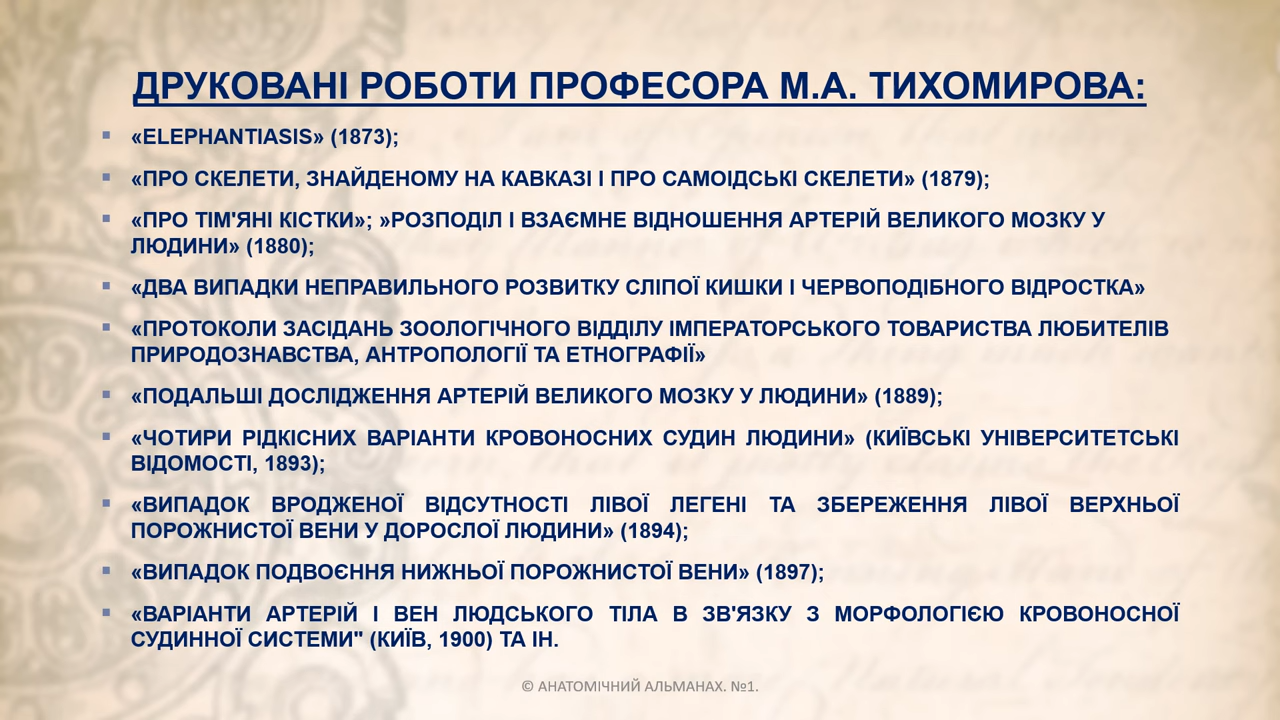 ДРУКОВАНІ РОБОТИ ПРОФЕСОРА М.А. ТИХОМИРОВА:
▪ «ELEPHANTIASIS» (1873);
▪ «ПРО СКЕЛЕТИ, ЗНАЙДЕНОМУ НА КАВКАЗІ І ПРО САМОІДСЬКІ СКЕЛЕТИ» (1879);
▪ «ПРО ТІМ'ЯНІ КІСТКИ»; »РОЗПОДІЛ І ВЗАЄМНЕ ВІДНОШЕННЯ АРТЕРІЙ ВЕЛИКОГО МОЗКУ У
ЛЮДИНИ» (1880);
▪ «ДВА ВИПАДКИ НЕПРАВИЛЬНОГО РОЗВИТКУ СЛІПОЇ КИШКИ І ЧЕРВОПОДІБНОГО ВІДРОСТКА»
▪ «ПРОТОКОЛИ ЗАСІДАНЬ ЗООЛОГІЧНОГО ВІДДІЛУ ІМПЕРАТОРСЬКОГО ТОВАРИСТВА ЛЮБИТЕЛІВ
ПРИРОДОЗНАВСТВА, АНТРОПОЛОГІЇ ТА ЕТНОГРАФІЇ»
▪ «ПОДАЛЬШІ ДОСЛІДЖЕННЯ АРТЕРІЙ ВЕЛИКОГО МОЗКУ У ЛЮДИНИ» (1889);
▪ «ЧОТИРИ РІДКІСНИХ ВАРІАНТИ КРОВОНОСНИХ СУДИН ЛЮДИНИ» (КИЇВСЬКІ УНІВЕРСИТЕТСЬКІ
ВІДОМОСТІ, 1893);
▪ «ВИПАДОК ВРОДЖЕНОЇ ВІДСУТНОСТІ ЛІВОЇ ЛЕГЕНІ ТА ЗБЕРЕЖЕННЯ ЛІВОЇ ВЕРХНЬОЇ
ПОРОЖНИСТОЇ ВЕНИ У ДОРОСЛОЇ ЛЮДИНИ» (1894);
▪ «ВИПАДОК ПОДВОЄННЯ НИЖНЬОЇ ПОРОЖНИСТОЇ ВЕНИ» (1897);
▪ «ВАРІАНТИ АРТЕРІЙ І ВЕН ЛЮДСЬКОГО ТІЛА В ЗВ'ЯЗКУ З МОРФОЛОГІЄЮ КРОВОНОСНОЇ
СУДИННОЇ СИСТЕМИ" (КИЇВ, 1900) ТА ІН.
© АНАТОМІЧНИЙ АЛЬМАНАХ. №1.